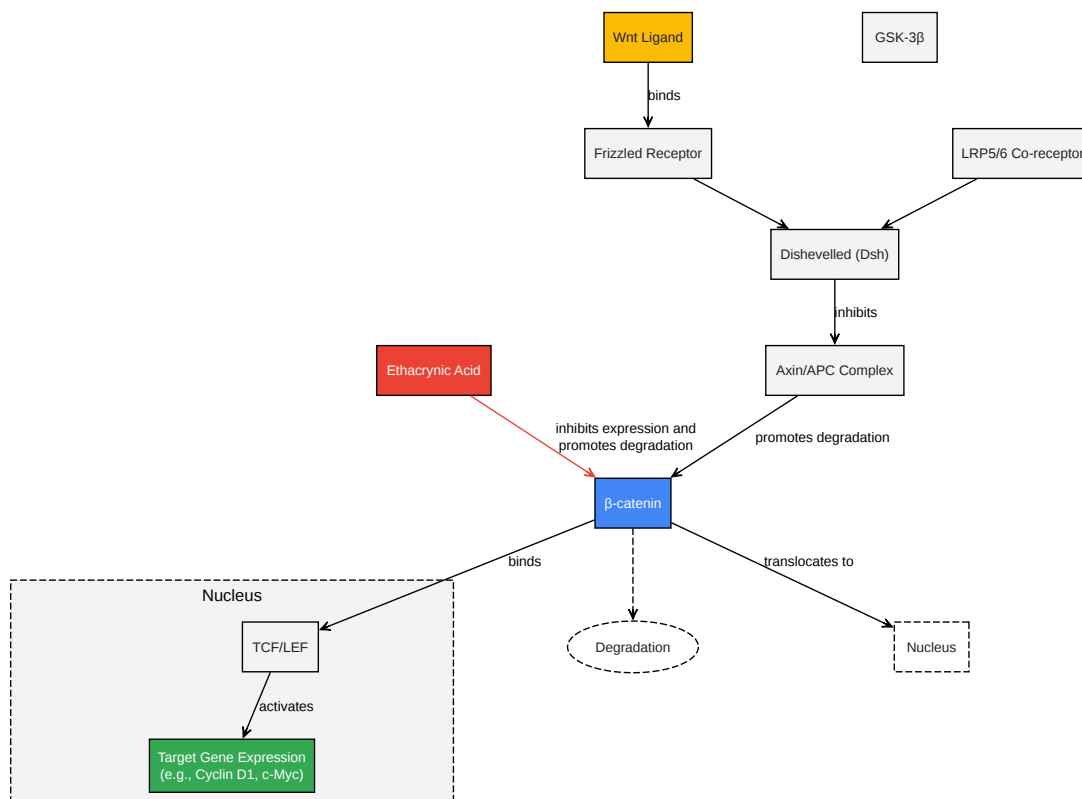 Wnt Ligand
GSK-3β
binds
Frizzled Receptor
LRP5/6 Co-receptor
Dishevelled (Dsh)
inhibits
Ethacrynic Acid
Axin/APC Complex
inhibits expression and
promotes degradation
promotes degradation
β-catenin
binds
translocates to
Nucleus
TCF/LEF
Degradation
Nucleus
activates
Target Gene Expression
(e.g., Cyclin D1, c-Myc)